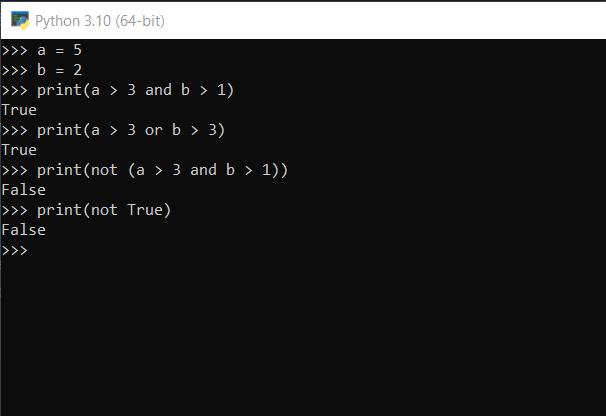 Python 3.10 (64-bit)
>>> a = 5
>>> b = 2
>>> print(a > 3 and b > 1)
True
>>> print(a > 3 or b > 3)
True
>>> print(not (a > 3 and b > 1))
False
>>> print(not True)
False
>>>